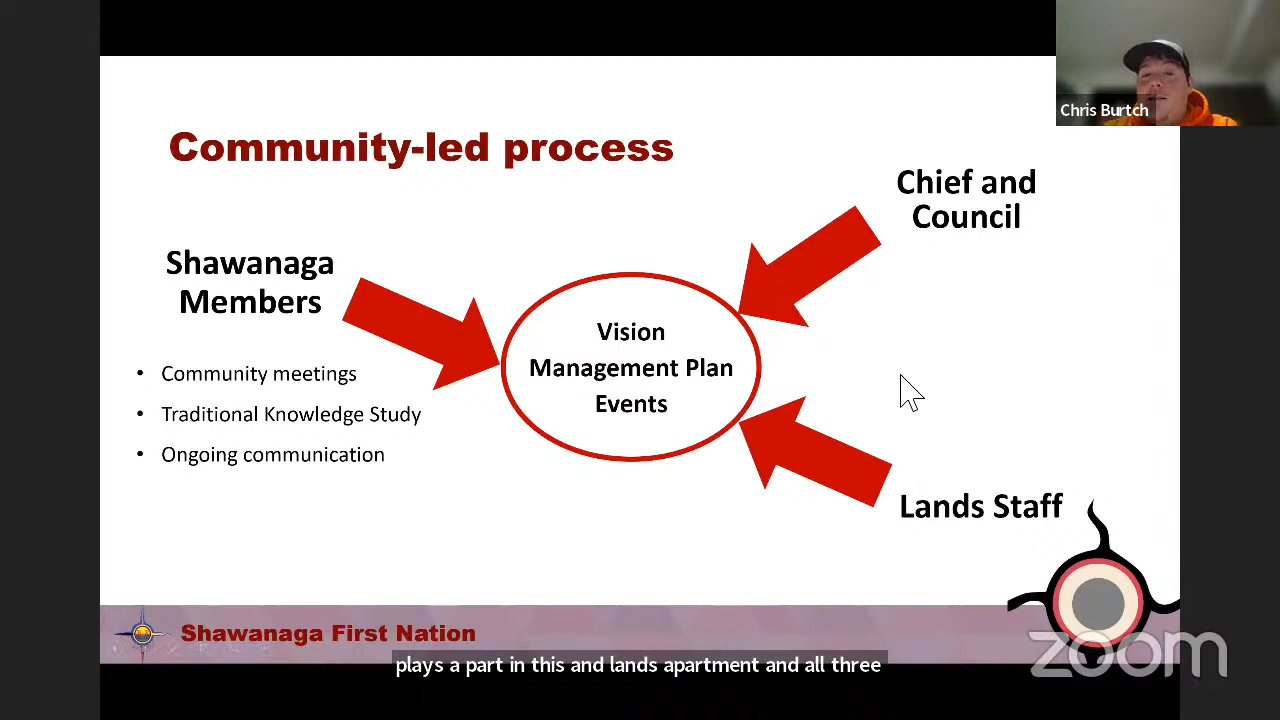 Chris Burtch
Community-led process
Chief and
Council
Shawanaga
Members
Vision
Management Plan
Events
• Community meetings
• Traditional Knowledge Study
• Ongoing communication
Lands Staff
Shawanaga First Nation
plays a part in this and lands apartment and all three
zoom